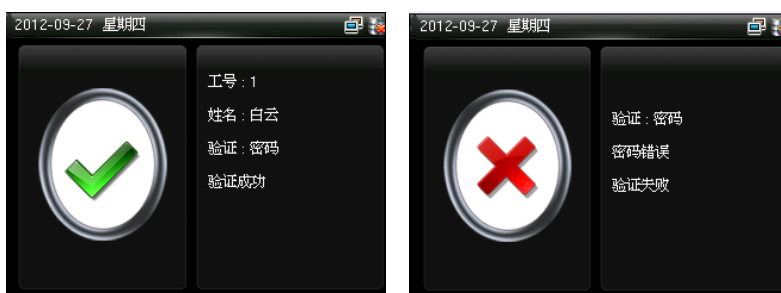 2012-09-27 星期四
工号 : 1
姓名 : 白云
验证 : 密码
验证成功
2012-09-27 星期四
验证 : 密码
密码错误
验证失败